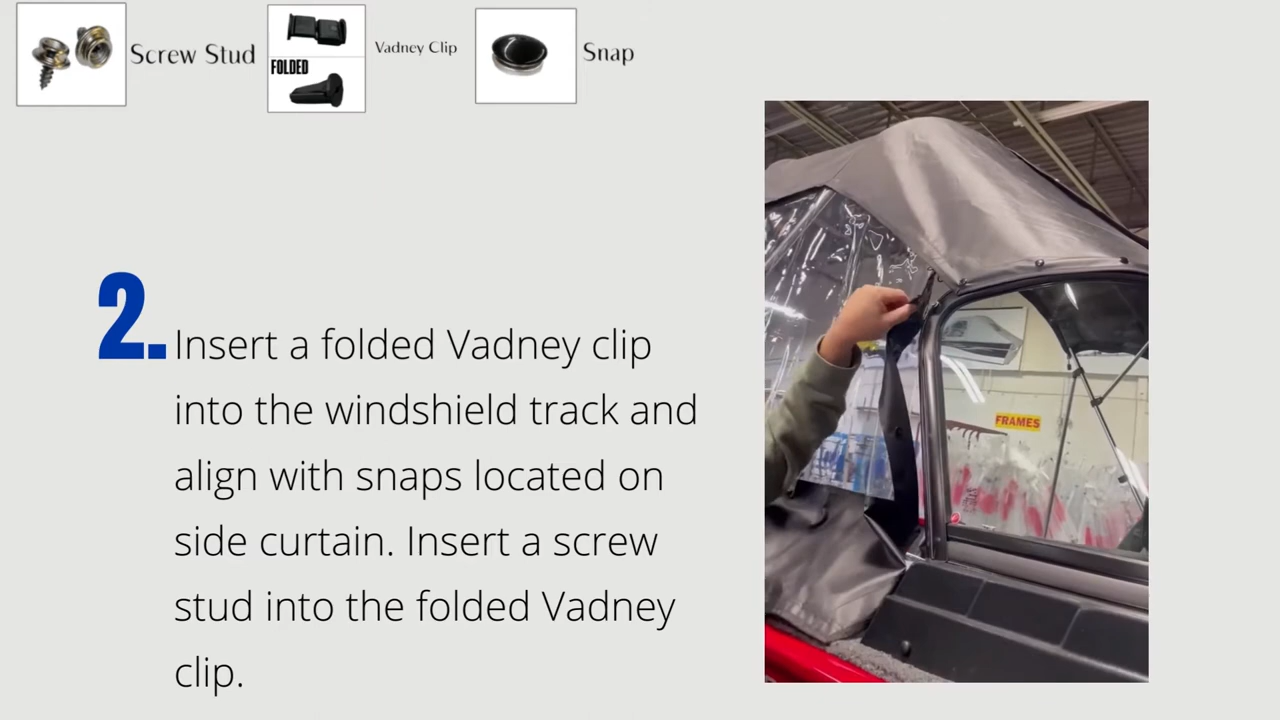 Screw Stud
FOLDED
Vadney Clip
Snap
2.
Insert a folded Vadney clip
into the windshield track and
align with snaps located on
side curtain. Insert a screw
stud into the folded Vadney
clip.
FRAMES